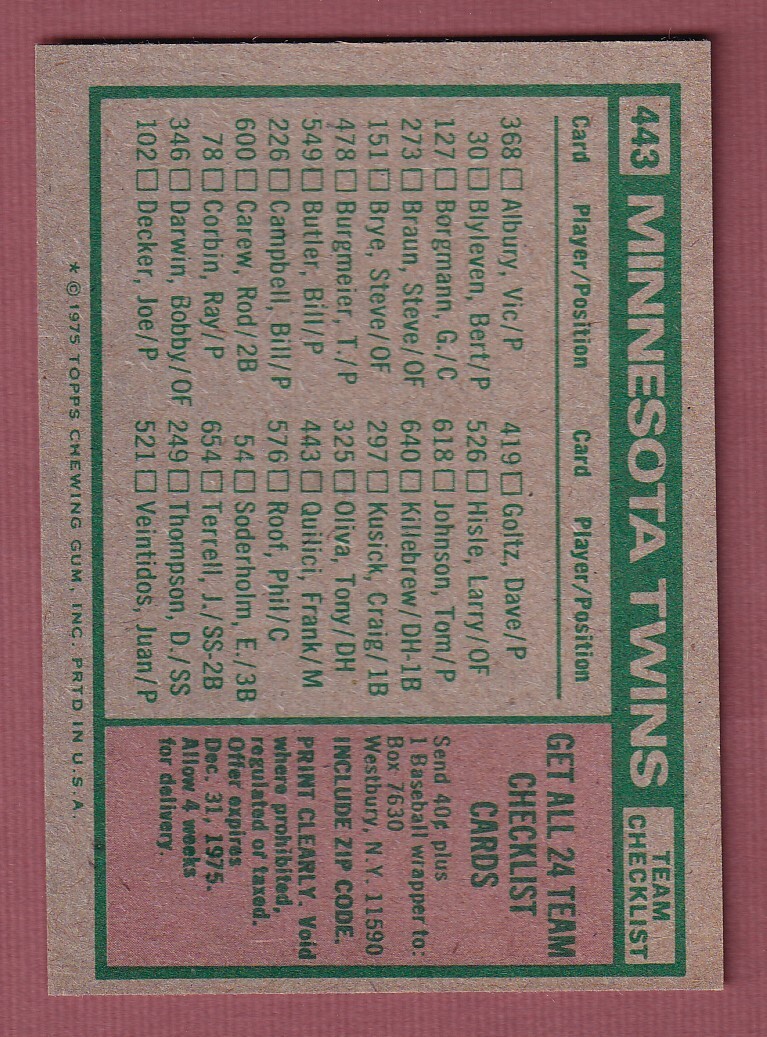 443 MINNESOTA TWINS TEAM CHECKLIST
Card Player/Position Card Player/Position
368 □ Albury, Vic/P
30 □ Blyleven, Bert/P
127 □ Borgmann, G./C
273 □ Braun, Steve/OF
151 □ Brye, Steve/OF
478 □ Burgmeier, T./P
549 □ Butler, Bill/P
226 □ Campbell, Bill/P
600 □ Carew, Rod/2B
78 □ Corbin, Ray/P
346 □ Darwin, Bobby/OF
102 □ Decker, Joe/P
419 □ Goltz, Dave/P
526 □ Hisle, Larry/OF
618 □ Johnson, Tom/P
640 □ Killebrew/DH-1B
297 □ Kusick, Craig/1B
325 □ Oliva, Tony/DH
443 □ Quilici, Frank/M
576 □ Roof, Phil/C
54 □ Soderholm, E./3B
654 □ Terrell, J./SS-2B
249 □ Thompson, D./SS
521 □ Veintidos, Juan/P
GET ALL 24 TEAM
CHECKLIST
CARDS
Send 40¢ plus
1 Baseball wrapper to:
Box 7630
Westbury, N.Y. 11590
INCLUDE ZIP CODE.
PRINT CLEARLY. Void
where prohibited,
regulated or taxed.
Offer expires
Dec. 31, 1975.
Allow 4 weeks
for delivery.
* © 1975 TOPPS CHEWING GUM, INC. PRTD IN U.S.A.